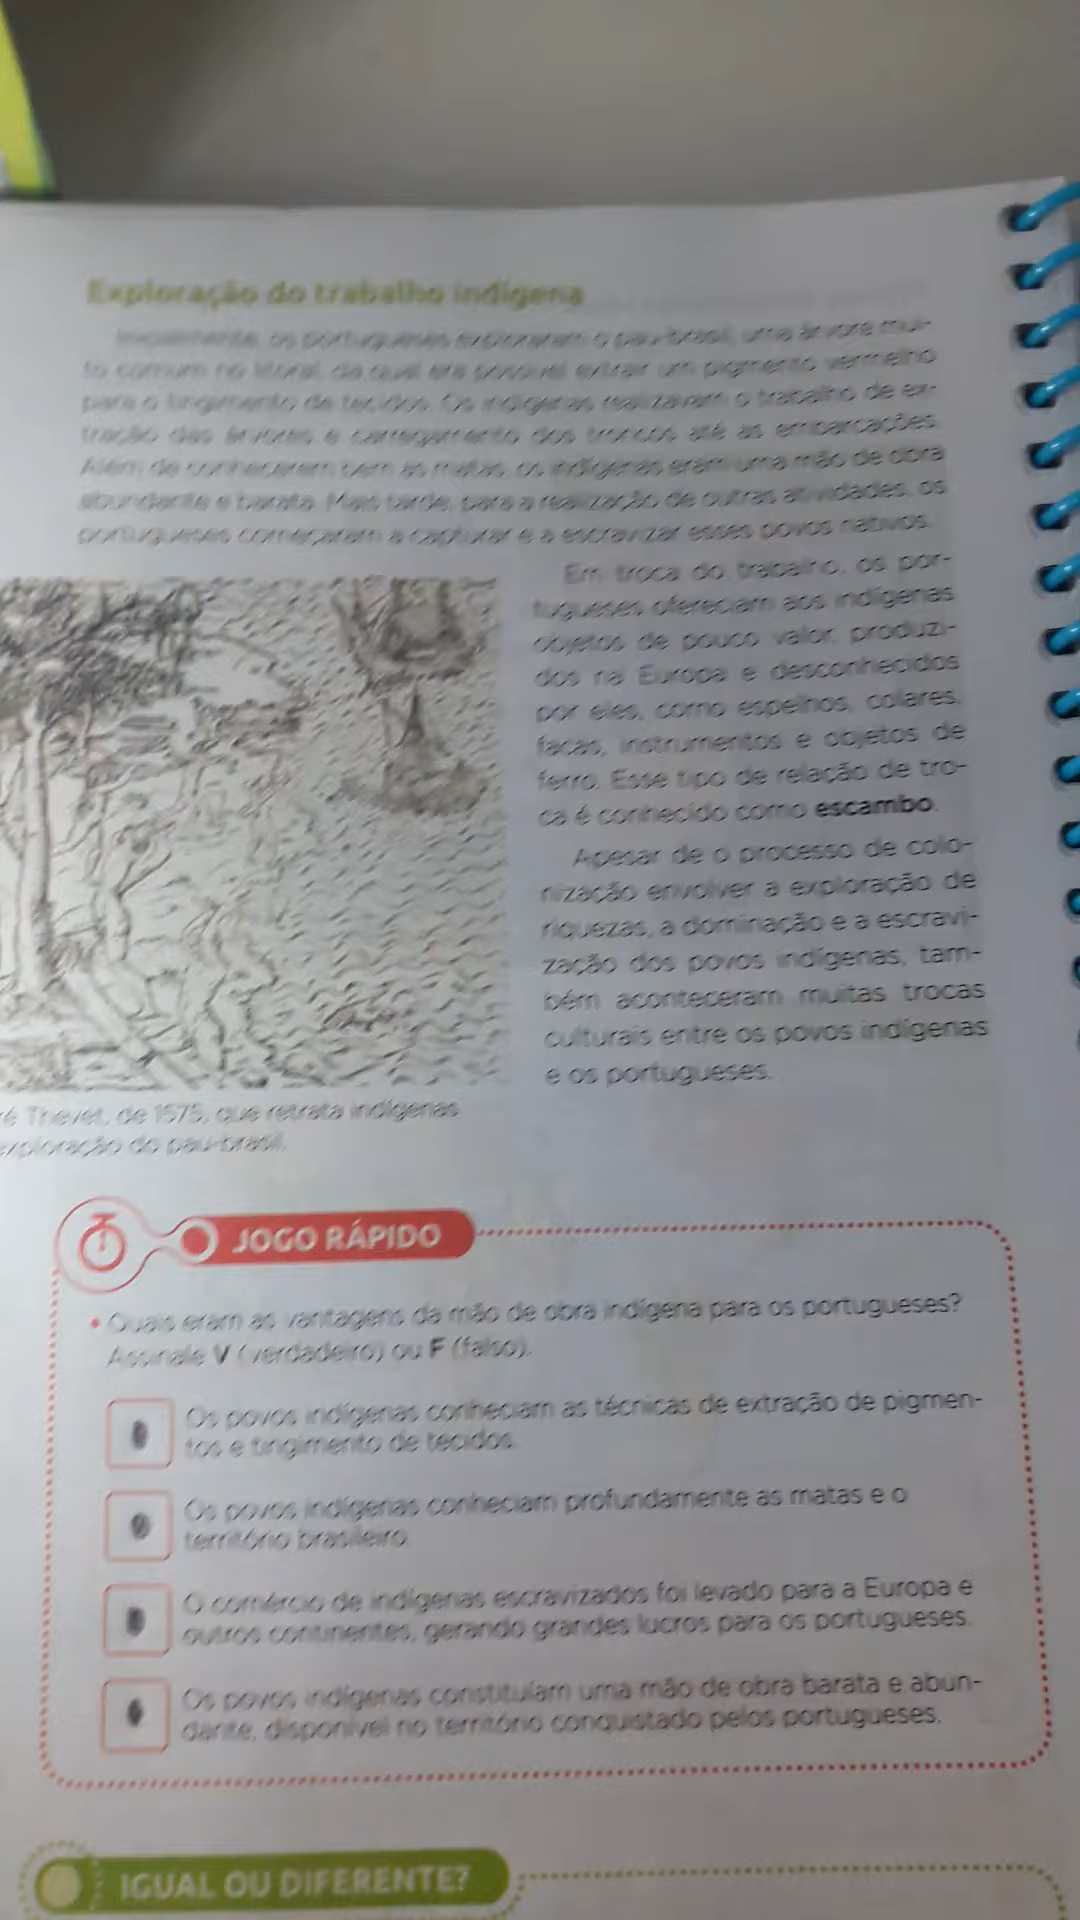 Exploração do trabalho indígena
Inicialmente, os portugueses exploraram o pau-brasil, uma árvore mui-
to comum no litoral, da qual era possível extrair um pigmento vermelho
para o tingimento de tecidos. Os indígenas realizavam o trabalho de ex-
tração das árvores e carregamento dos troncos até as embarcações.
Além de conhecerem bem as matas, os indígenas eram uma mão de obra
abundante e barata. Mais tarde, para a realização de outras atividades, os
portugueses começaram a capturar e a escravizar esses povos nativos.
Em troca do trabalho, os por-
tugueses ofereciam aos indígenas
objetos de pouco valor, produzi-
dos na Europa e desconhecidos
por eles, como espelhos, colares,
facas, instrumentos e objetos de
ferro. Esse tipo de relação de tro-
ca é conhecido como escambo.
Apesar de o processo de colo-
nização envolver a exploração de
riquezas, a dominação e a escravi-
zação dos povos indígenas, tam-
bém aconteceram muitas trocas
culturais entre os povos indígenas
e os portugueses.
ré Thevet, de 1575, que retrata indígenas
exploração do pau-brasil.
JOGO RÁPIDO
• Quais eram as vantagens da mão de obra indígena para os portugueses?
Assinale V (verdadeiro) ou F (falso).
Os povos indígenas conheciam as técnicas de extração de pigmen-
tos e tingimento de tecidos.
Os povos indígenas conheciam profundamente as matas e o
território brasileiro.
O comércio de indígenas escravizados foi levado para a Europa e
outros continentes, gerando grandes lucros para os portugueses.
Os povos indígenas constituíam uma mão de obra barata e abun-
dante, disponível no território conquistado pelos portugueses.
IGUAL OU DIFERENTE?